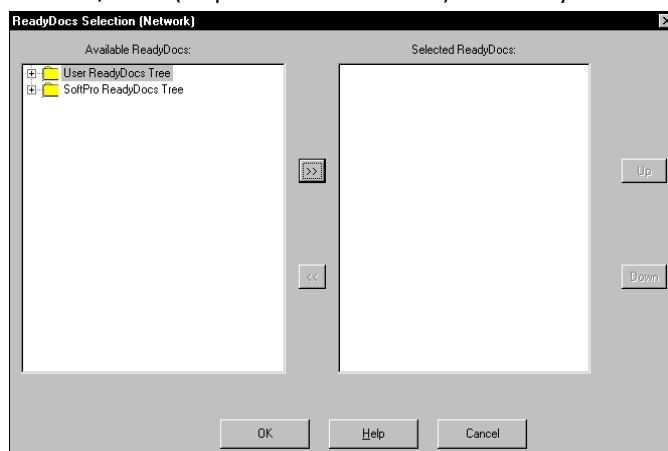 ReadyDocs Selection (Network)
Available ReadyDocs:
Selected ReadyDocs:
User ReadyDocs Tree
SoftPro ReadyDocs Tree
>>
Up
<<
Down
OK
Help
Cancel